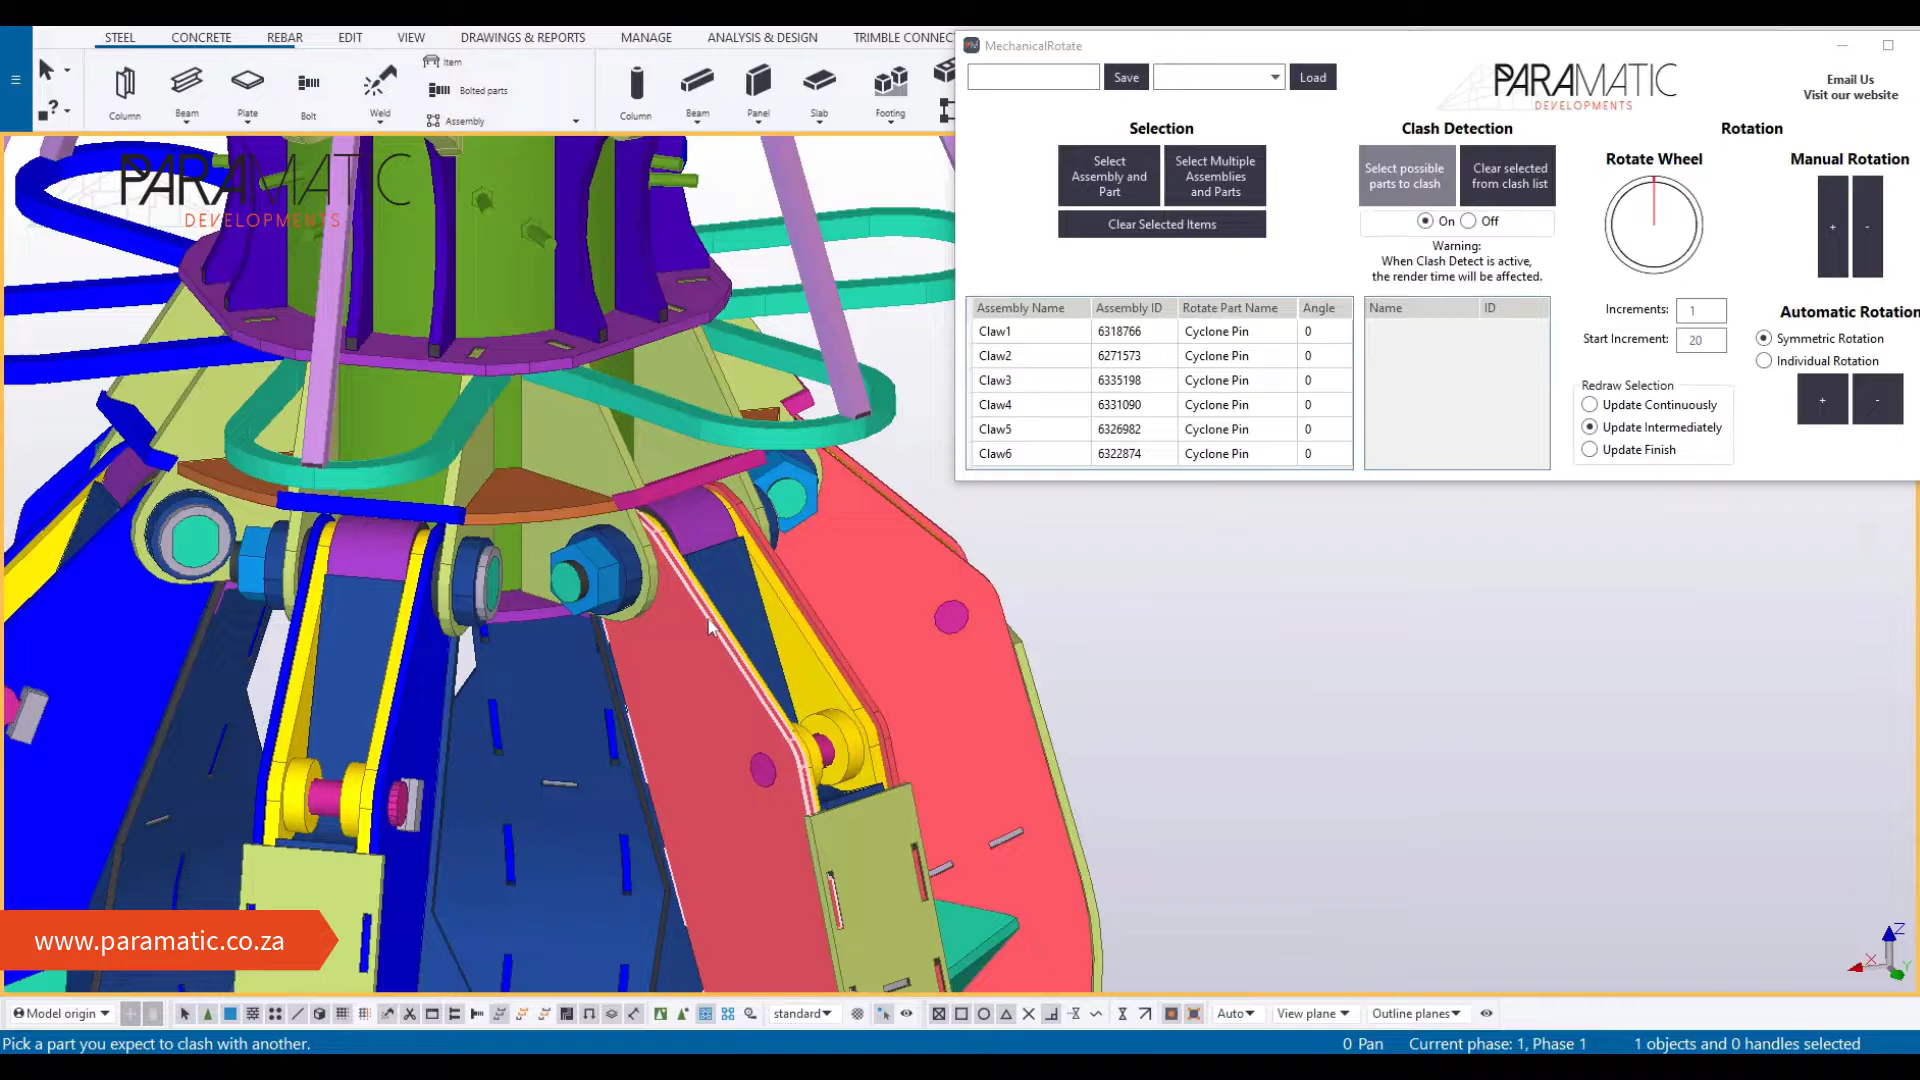 STEEL CONCRETE REBAR EDIT VIEW DRAWINGS & REPORTS MANAGE ANALYSIS & DESIGN TRIMBLE CONNEC
Column Beam Plate Bolt Weld
Item
Bolted parts
Assembly
Column Beam Panel Slab Footing
MechanicalRotate
Save Load
PARAMATIC
DEVELOPMENTS
Email Us
Visit our website
Selection
Select
Assembly and
Part
Select Multiple
Assemblies
and Parts
Clear Selected Items
Clash Detection
Select possible
parts to clash
Clear selected
from clash list
On Off
Warning:
When Clash Detect is active,
the render time will be affected.
Rotation
Rotate Wheel
Manual Rotation
+ -
Assembly Name Assembly ID Rotate Part Name Angle
Claw1 6318766 Cyclone Pin 0
Claw2 6271573 Cyclone Pin 0
Claw3 6335198 Cyclone Pin 0
Claw4 6331090 Cyclone Pin 0
Claw5 6326982 Cyclone Pin 0
Claw6 6322874 Cyclone Pin 0
Name ID
Increments: 1
Start Increment: 20
Redraw Selection
Update Continuously
Update Intermediately
Update Finish
Automatic Rotation
Symmetric Rotation
Individual Rotation
+ -
PARAMATIC
DEVELOPMENTS
www.paramatic.co.za
Z
X Y
Model origin standard Auto View plane Outline planes
Pick a part you expect to clash with another. 0 Pan Current phase: 1, Phase 1 1 objects and 0 handles selected